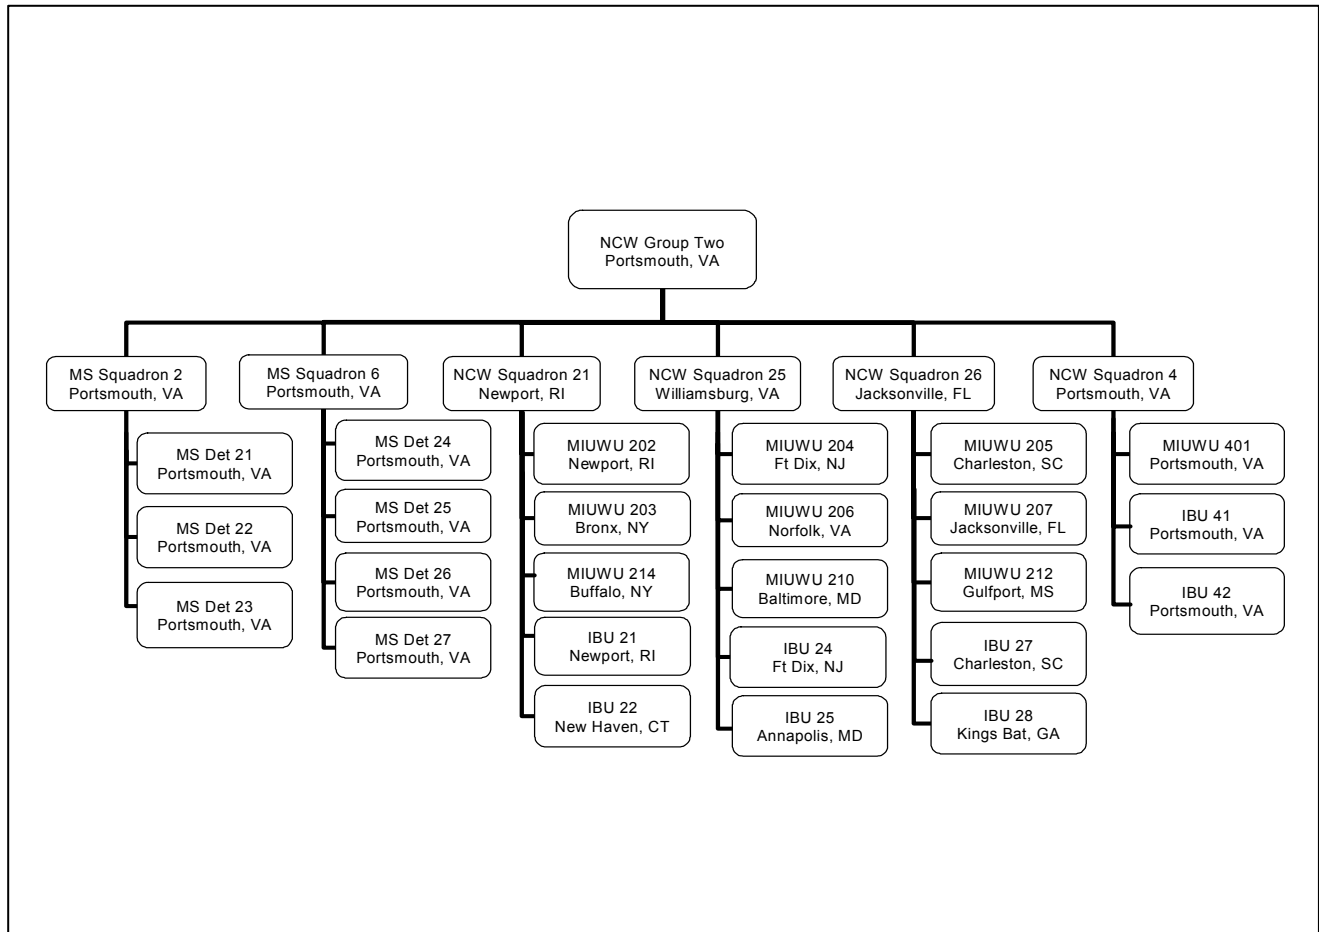 NCW Group Two
Portsmouth, VA
MS Squadron 2
Portsmouth, VA
MS Squadron 6
Portsmouth, VA
NCW Squadron 21
Newport, RI
NCW Squadron 25
Williamsburg, VA
NCW Squadron 26
Jacksonville, FL
NCW Squadron 4
Portsmouth, VA
MS Det 21
Portsmouth, VA
MS Det 22
Portsmouth, VA
MS Det 23
Portsmouth, VA
MS Det 24
Portsmouth, VA
MS Det 25
Portsmouth, VA
MS Det 26
Portsmouth, VA
MS Det 27
Portsmouth, VA
MIUWU 202
Newport, RI
MIUWU 203
Bronx, NY
MIUWU 214
Buffalo, NY
IBU 21
Newport, RI
IBU 22
New Haven, CT
MIUWU 204
Ft Dix, NJ
MIUWU 206
Norfolk, VA
MIUWU 210
Baltimore, MD
IBU 24
Ft Dix, NJ
IBU 25
Annapolis, MD
MIUWU 205
Charleston, SC
MIUWU 207
Jacksonville, FL
MIUWU 212
Gulfport, MS
IBU 27
Charleston, SC
IBU 28
Kings Bat, GA
MIUWU 401
Portsmouth, VA
IBU 41
Portsmouth, VA
IBU 42
Portsmouth, VA